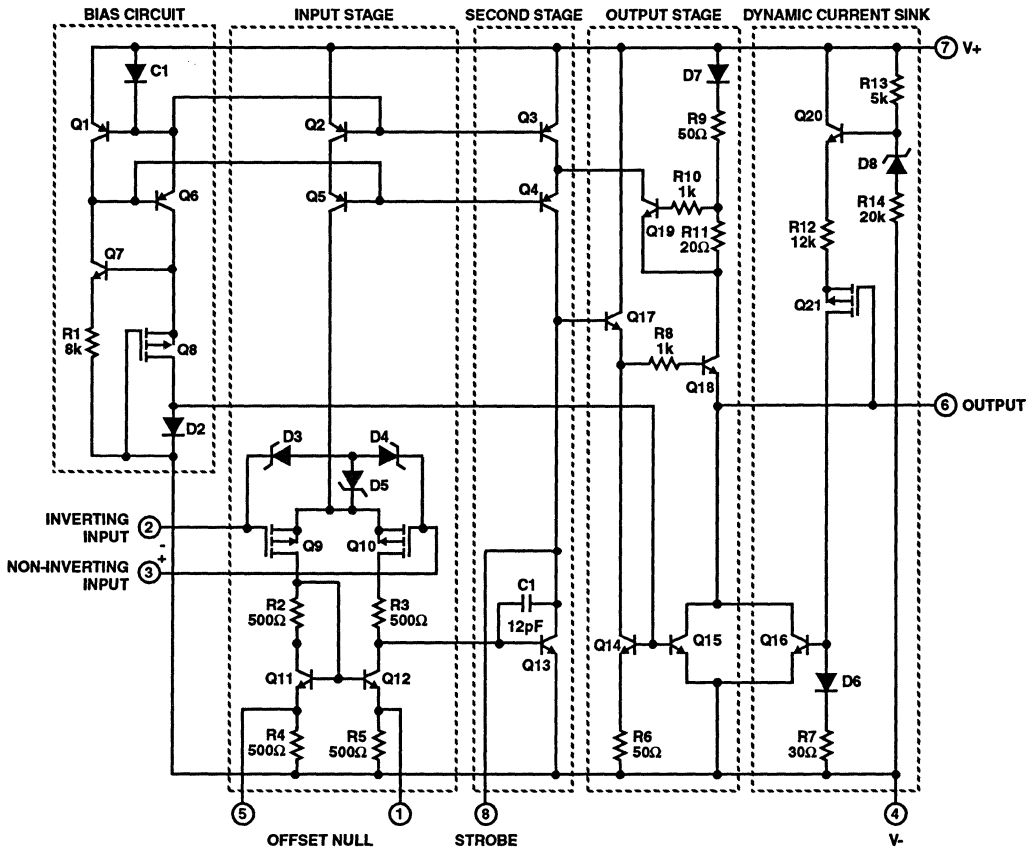 BIAS CIRCUIT
INPUT STAGE
SECOND STAGE
OUTPUT STAGE
DYNAMIC CURRENT SINK
7 V+
C1
D7
R13
5k
Q1
Q2
Q3
R9
50Ω
Q20
D8
Q6
Q5
Q4
R10
1k
Q19
R11
20Ω
R14
20k
R12
12k
Q7
Q21
Q17
R1
8k
Q8
R8
1k
Q18
6 OUTPUT
D2
D3
D4
D5
INVERTING
INPUT
2
-
+
NON-INVERTING
INPUT
3
Q9
Q10
R2
500Ω
R3
500Ω
C1
12pF
Q13
Q14
Q15
Q16
Q11
Q12
D6
R4
500Ω
R5
500Ω
R6
50Ω
R7
30Ω
5
1
8
4
OFFSET NULL
STROBE
V-